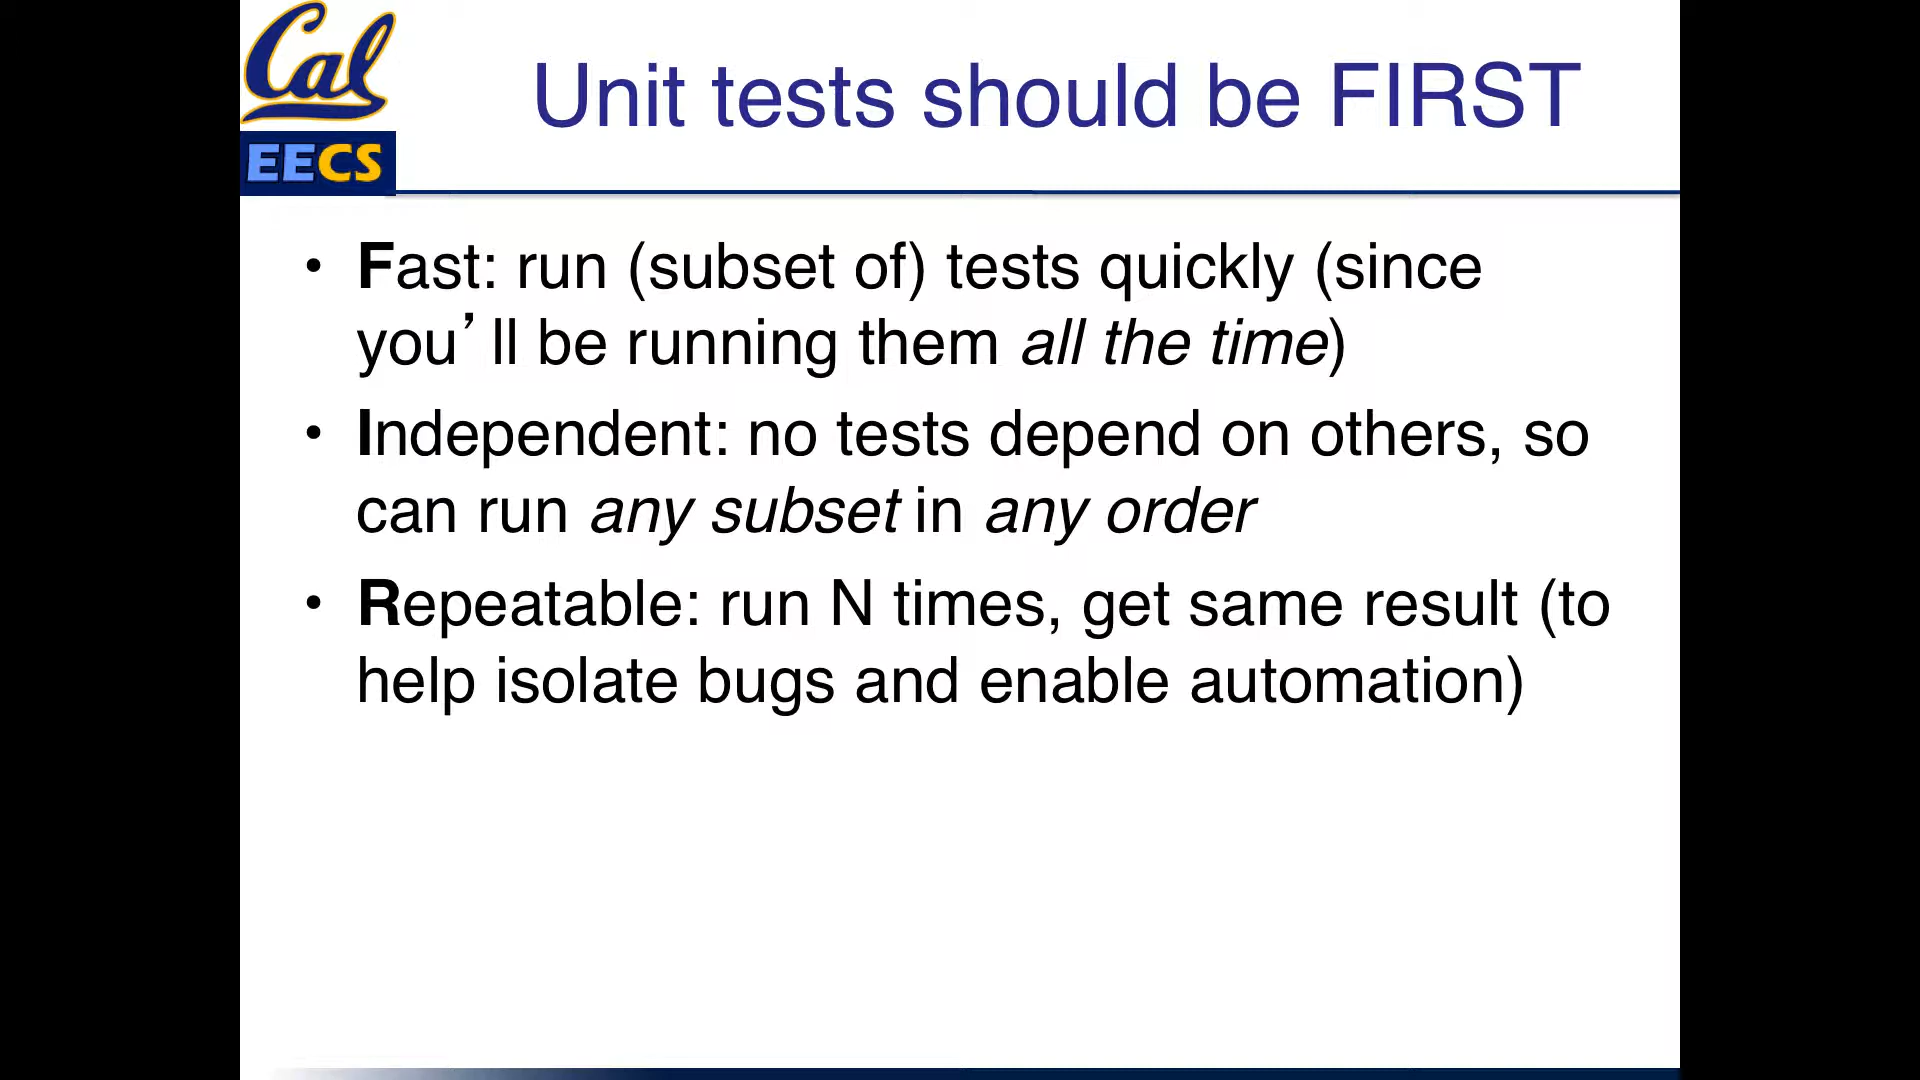 Cal
EECS
Unit tests should be FIRST
• Fast: run (subset of) tests quickly (since
you’ll be running them all the time)
• Independent: no tests depend on others, so
can run any subset in any order
• Repeatable: run N times, get same result (to
help isolate bugs and enable automation)